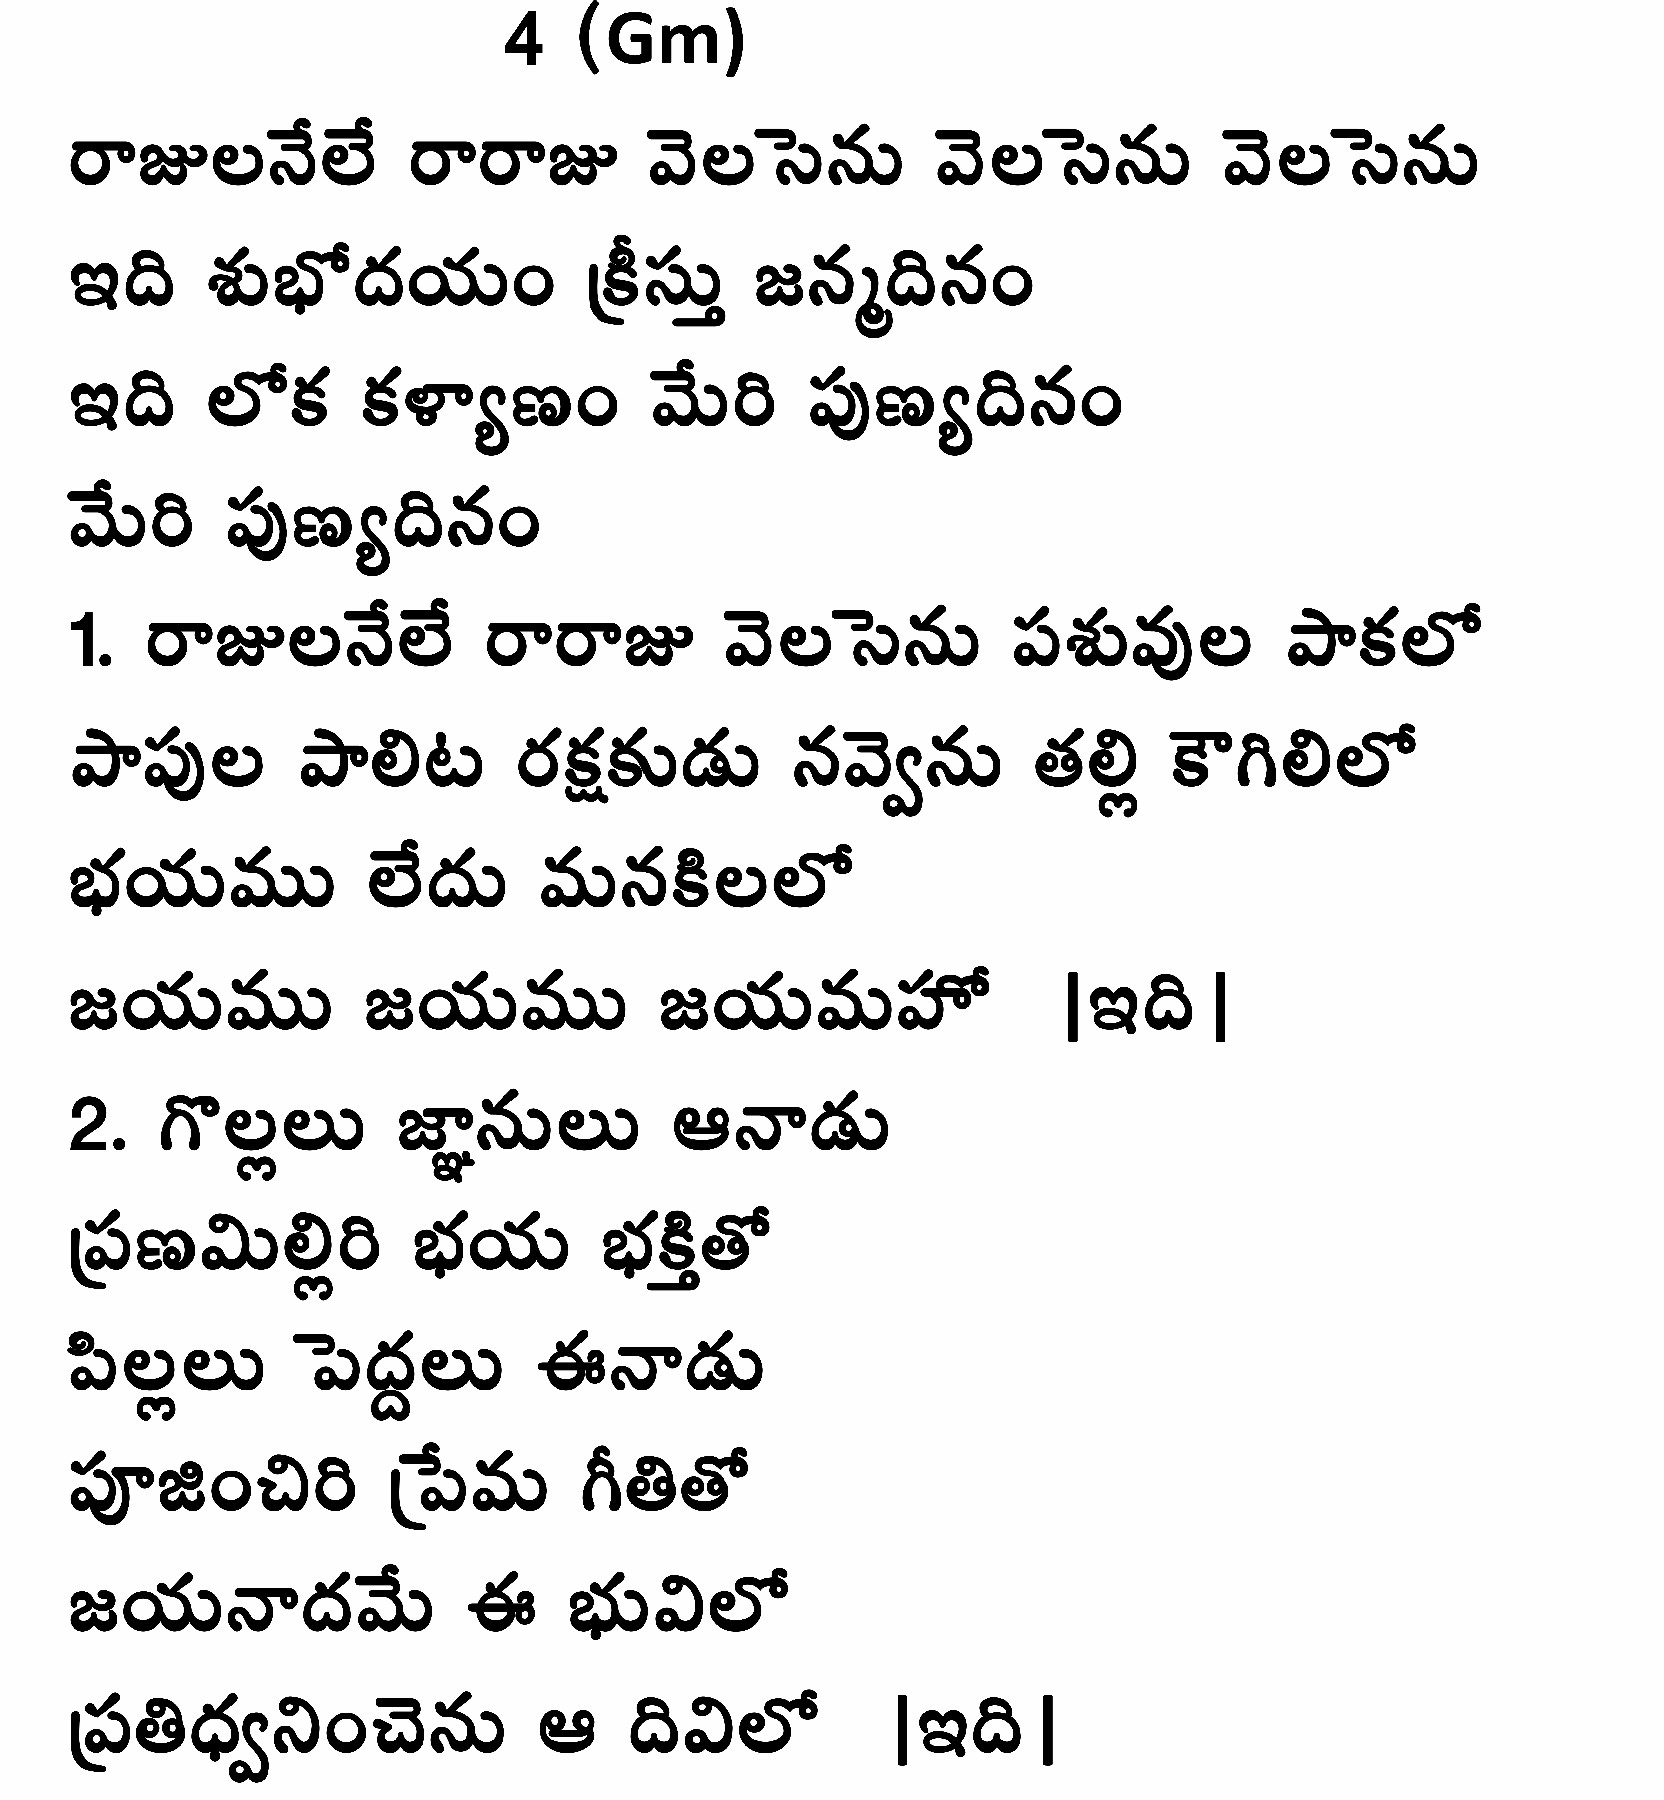 4 (Gm)
రాజులనేలే రారాజు వెలసెను వెలసెను వెలసెను
ఇది శుభోదయం క్రీస్తు జన్మదినం
ఇది లోక కళ్యాణం మేరి పుణ్యదినం
మేరి పుణ్యదినం
1. రాజులనేలే రారాజు వెలసెను పశువుల పాకలో
పాపుల పాలిట రక్షకుడు నవ్వెను తల్లి కౌగిలిలో
భయము లేదు మనకిలలో
జయము జయము జయమహో |ఇది|
2. గొల్లలు జ్ఞానులు ఆనాడు
ప్రణమిల్లిరి భయ భక్తితో
పిల్లలు పెద్దలు ఈనాడు
పూజించిరి ప్రేమ గీతితో
జయనాదమే ఈ భువిలో
ప్రతిధ్వనించెను ఆ దివిలో |ఇది|